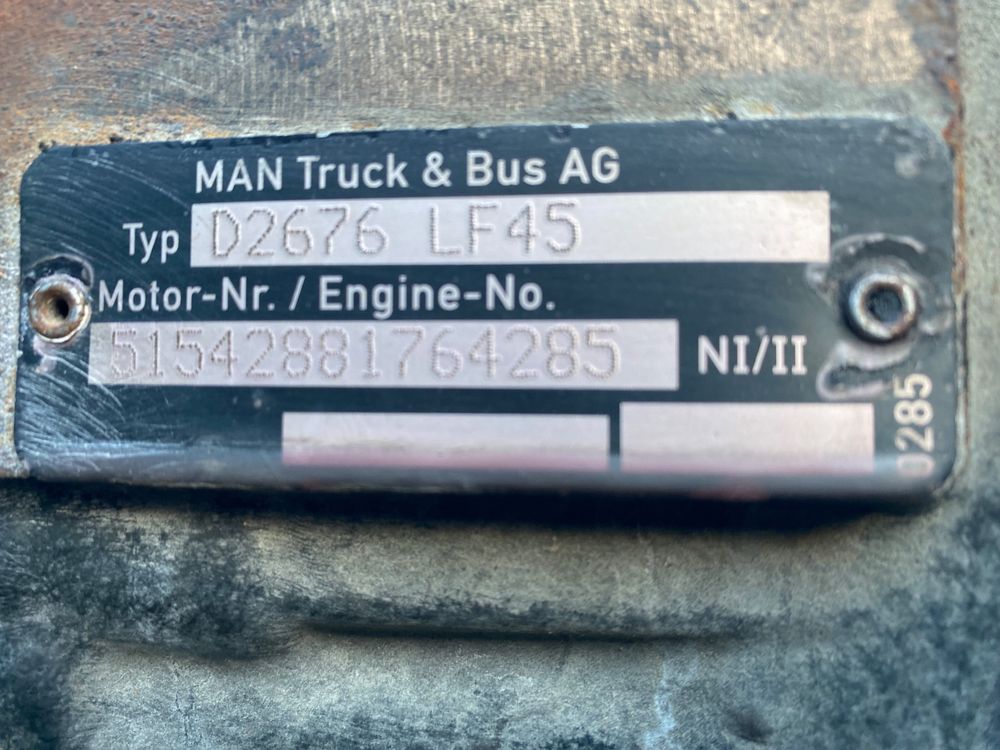 MAN Truck & Bus AG
Typ D2676 LF45
Motor-Nr. / Engine-No.
51542881764285 NI/II
0285